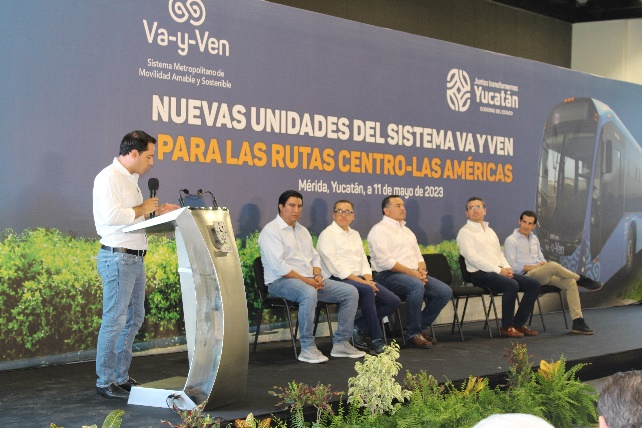 Va-y-Ven
Sistema Metropolitano de
Movilidad Amable y Sostenible
Juntos transformemos
Yucatán
GOBIERNO DEL ESTADO
NUEVAS UNIDADES DEL SISTEMA VA Y VEN
PARA LAS RUTAS CENTRO-LAS AMÉRICAS
Mérida, Yucatán, a 11 de mayo de 2023